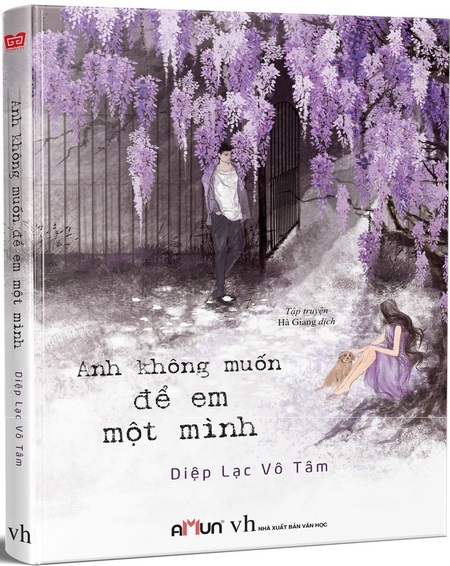 Anh không muốn để em một mình
Diệp Lạc Vô Tâm
vh
Tập truyện
Hà Giang dịch
Anh không muốn
để em
một mình
Diệp Lạc Vô Tâm
AMUN vh NHÀ XUẤT BẢN VĂN HỌC